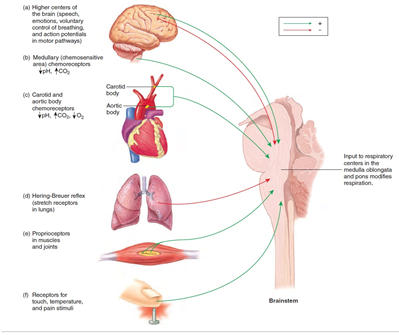 (a) Higher centers of
the brain (speech,
emotions, voluntary
control of breathing,
and action potentials
in motor pathways)
+
−
(b) Medullary (chemosensitive
area) chemoreceptors
↓pH, ↑CO2
(c) Carotid and
aortic body
chemoreceptors
↓pH, ↑CO2, ↓O2
Carotid
body
Aortic
body
Input to respiratory
centers in the
medulla oblongata
and pons modifies
respiration.
(d) Hering-Breuer reflex
(stretch receptors
in lungs)
(e) Proprioceptors
in muscles
and joints
(f) Receptors for
touch, temperature,
and pain stimuli
Brainstem